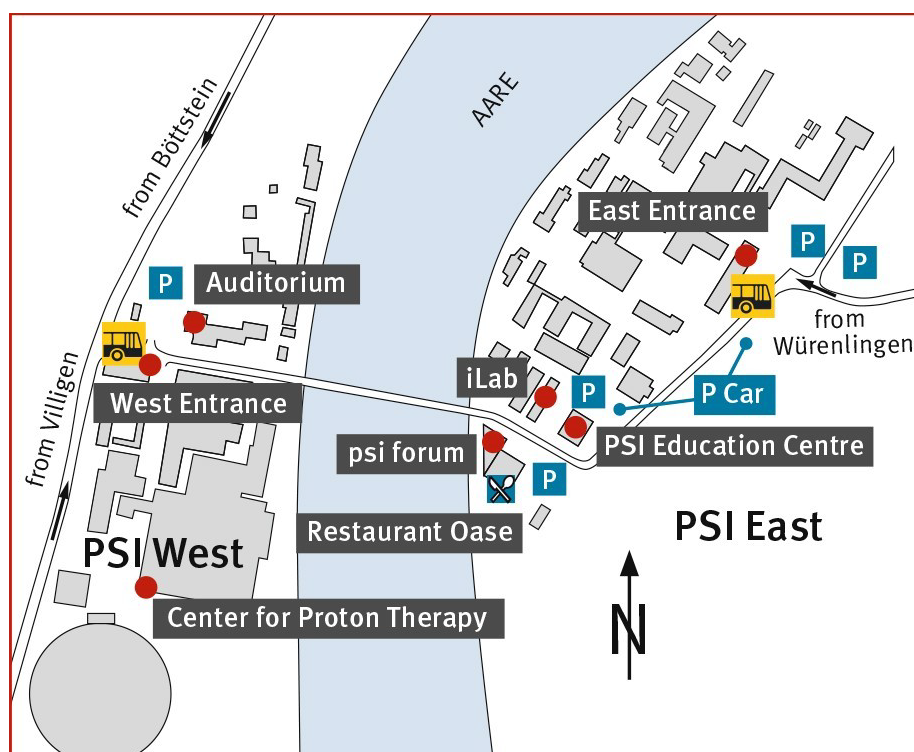 AARE
from Böttstein
East Entrance
P
P
P
Auditorium
from
Würenlingen
iLab
P
P Car
West Entrance
from Villigen
psi forum
PSI Education Centre
P
Restaurant Oase
PSI East
PSI West
Center for Proton Therapy
N